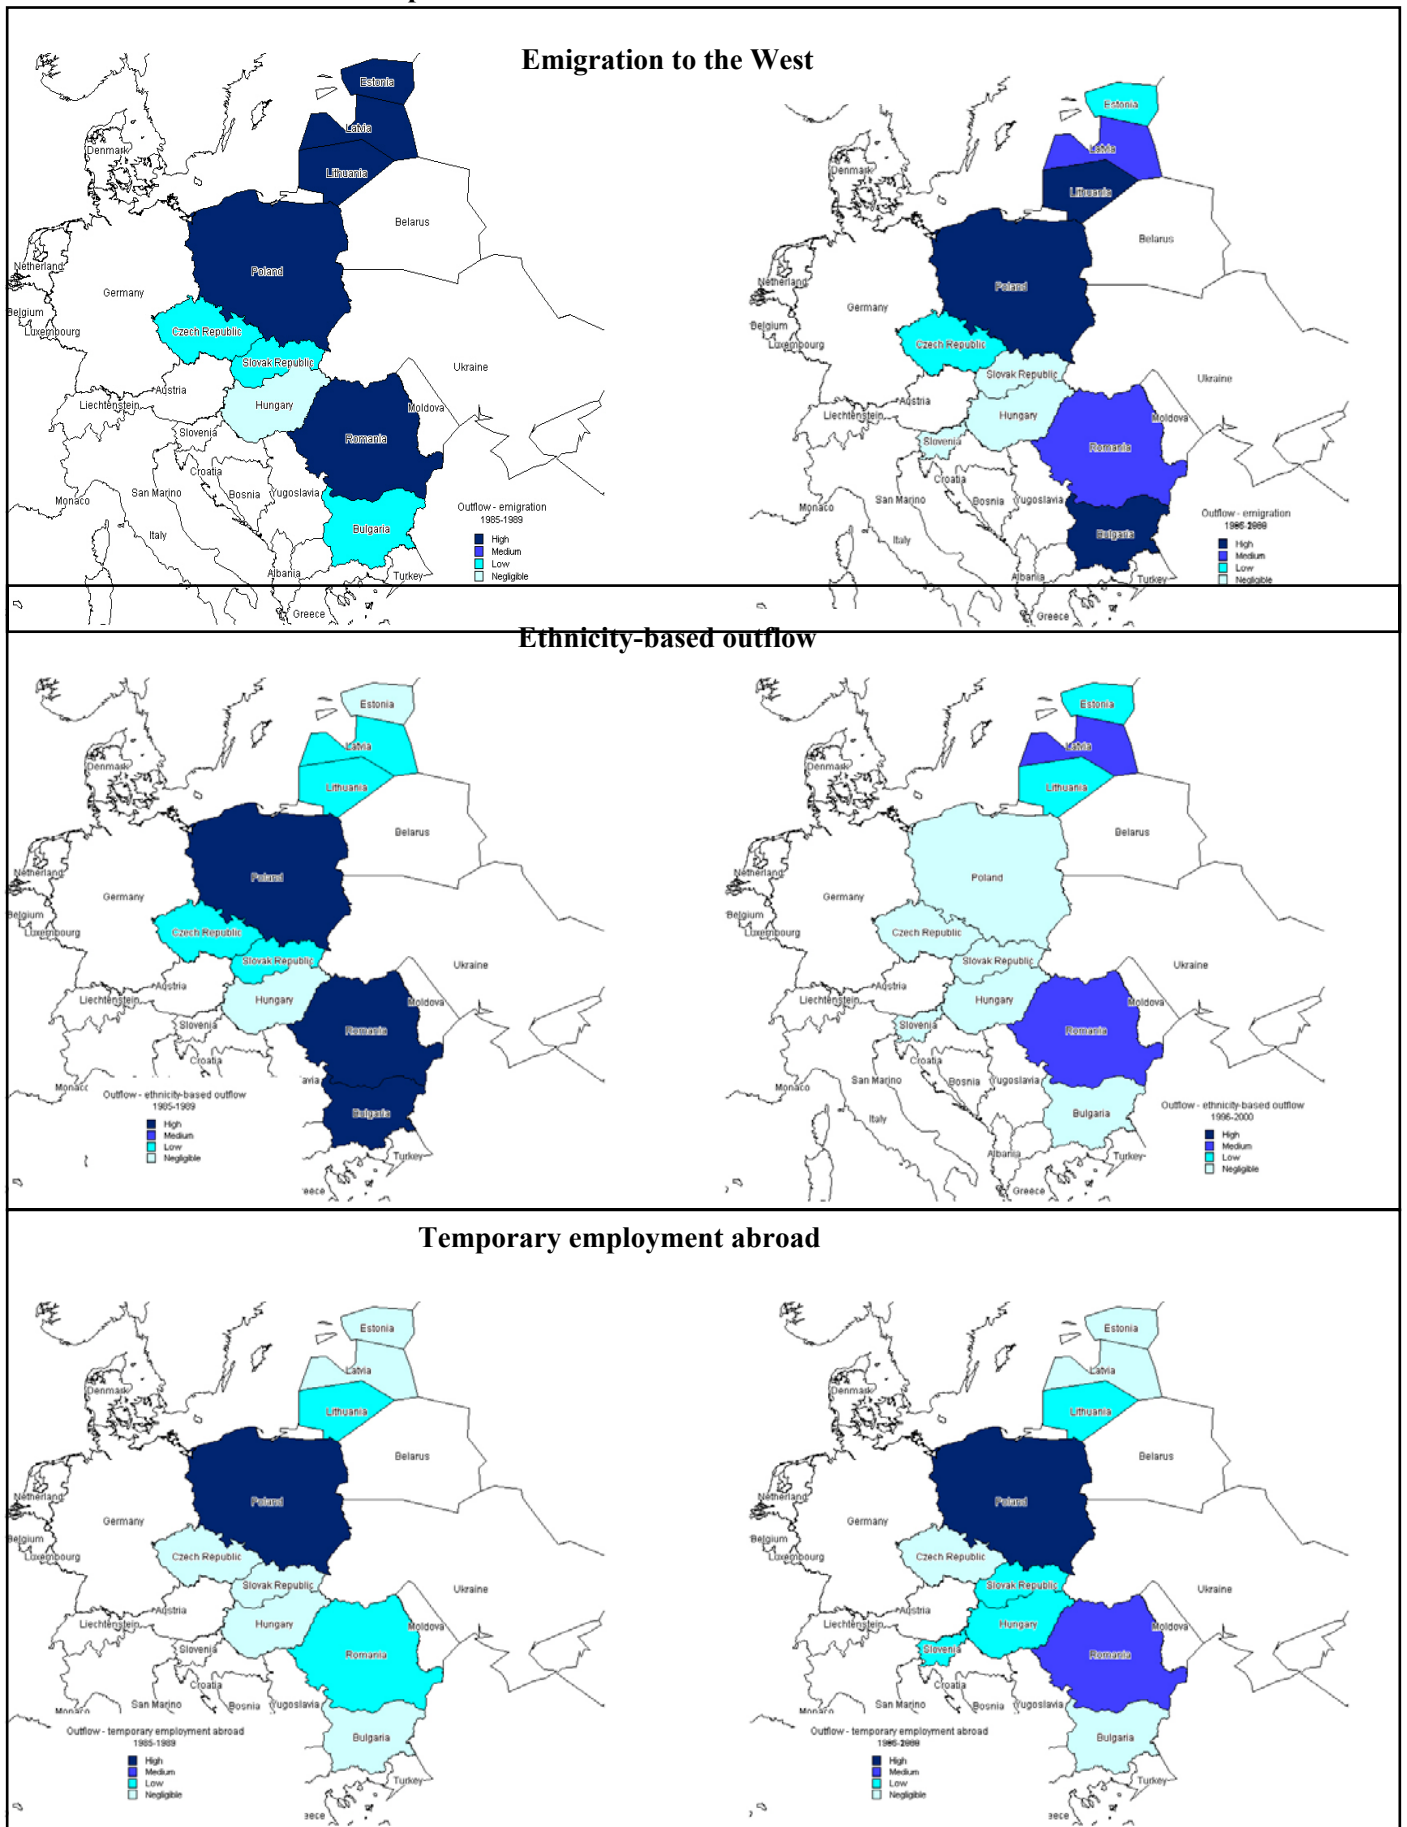 Emigration to the West
Estonia
Latvia
Lithuania
Denmark
Belarus
Poland
Netherland
Germany
Belgium
Luxembourg
Czech Republic
Slovak Republic
Ukraine
Austria
Liechtenstein
Hungary
Moldova
Slovenia
Romania
Croatia
San Marino
Bosnia
Yugoslavia
Monaco
Italy
Bulgaria
Albania
Turkey
Greece
Outflow - emigration
1985-1989
High
Medium
Low
Negligible
Estonia
Latvia
Lithuania
Denmark
Belarus
Poland
Netherland
Germany
Belgium
Luxembourg
Czech Republic
Slovak Republic
Ukraine
Austria
Liechtenstein
Hungary
Moldova
Slovenia
Romania
Croatia
San Marino
Bosnia
Yugoslavia
Monaco
Italy
Bulgaria
Albania
Turkey
Greece
Outflow - emigration
High
Medium
Low
Negligible
Ethnicity-based outflow
Estonia
Latvia
Lithuania
Denmark
Belarus
Poland
Netherland
Germany
Belgium
Luxembourg
Czech Republic
Slovak Republic
Ukraine
Austria
Liechtenstein
Hungary
Moldova
Slovenia
Romania
Croatia
avia
Monac
Bulgaria
Turkey
eece
Outflow - ethnicity-based outflow
1985-1989
High
Medium
Low
Negligible
Estonia
Latvia
Lithuania
Denmark
Belarus
Poland
Netherland
Germany
Belgium
Luxembourg
Czech Republic
Slovak Republic
Ukraine
Austria
Liechtenstein
Hungary
Moldova
Slovenia
Romania
Croatia
San Marino
Bosnia
Yugoslavia
Monaco
Italy
Bulgaria
Albania
Turkey
Greece
Outflow - ethnicity-based outflow
1996-2000
High
Medium
Low
Negligible
Temporary employment abroad
Estonia
Latvia
Lithuania
Denmark
Belarus
Poland
Netherland
Germany
Belgium
Luxembourg
Czech Republic
Slovak Republic
Ukraine
Austria
Liechtenstein
Hungary
Moldova
Slovenia
Romania
Croatia
San Marino
Bosnia
Yugoslavia
Monaco
Bulgaria
Turkey
eece
Outflow - temporary employment abroad
1985-1989
High
Medium
Low
Negligible
Estonia
Latvia
Lithuania
Denmark
Belarus
Poland
Netherland
Germany
Belgium
Luxembourg
Czech Republic
Slovak Republic
Ukraine
Austria
Liechtenstein
Hungary
Moldova
Slovenia
Romania
Croatia
San Marino
Bosnia
Yugoslavia
Monaco
Bulgaria
Turkey
eece
Outflow - temporary employment abroad
High
Medium
Low
Negligible